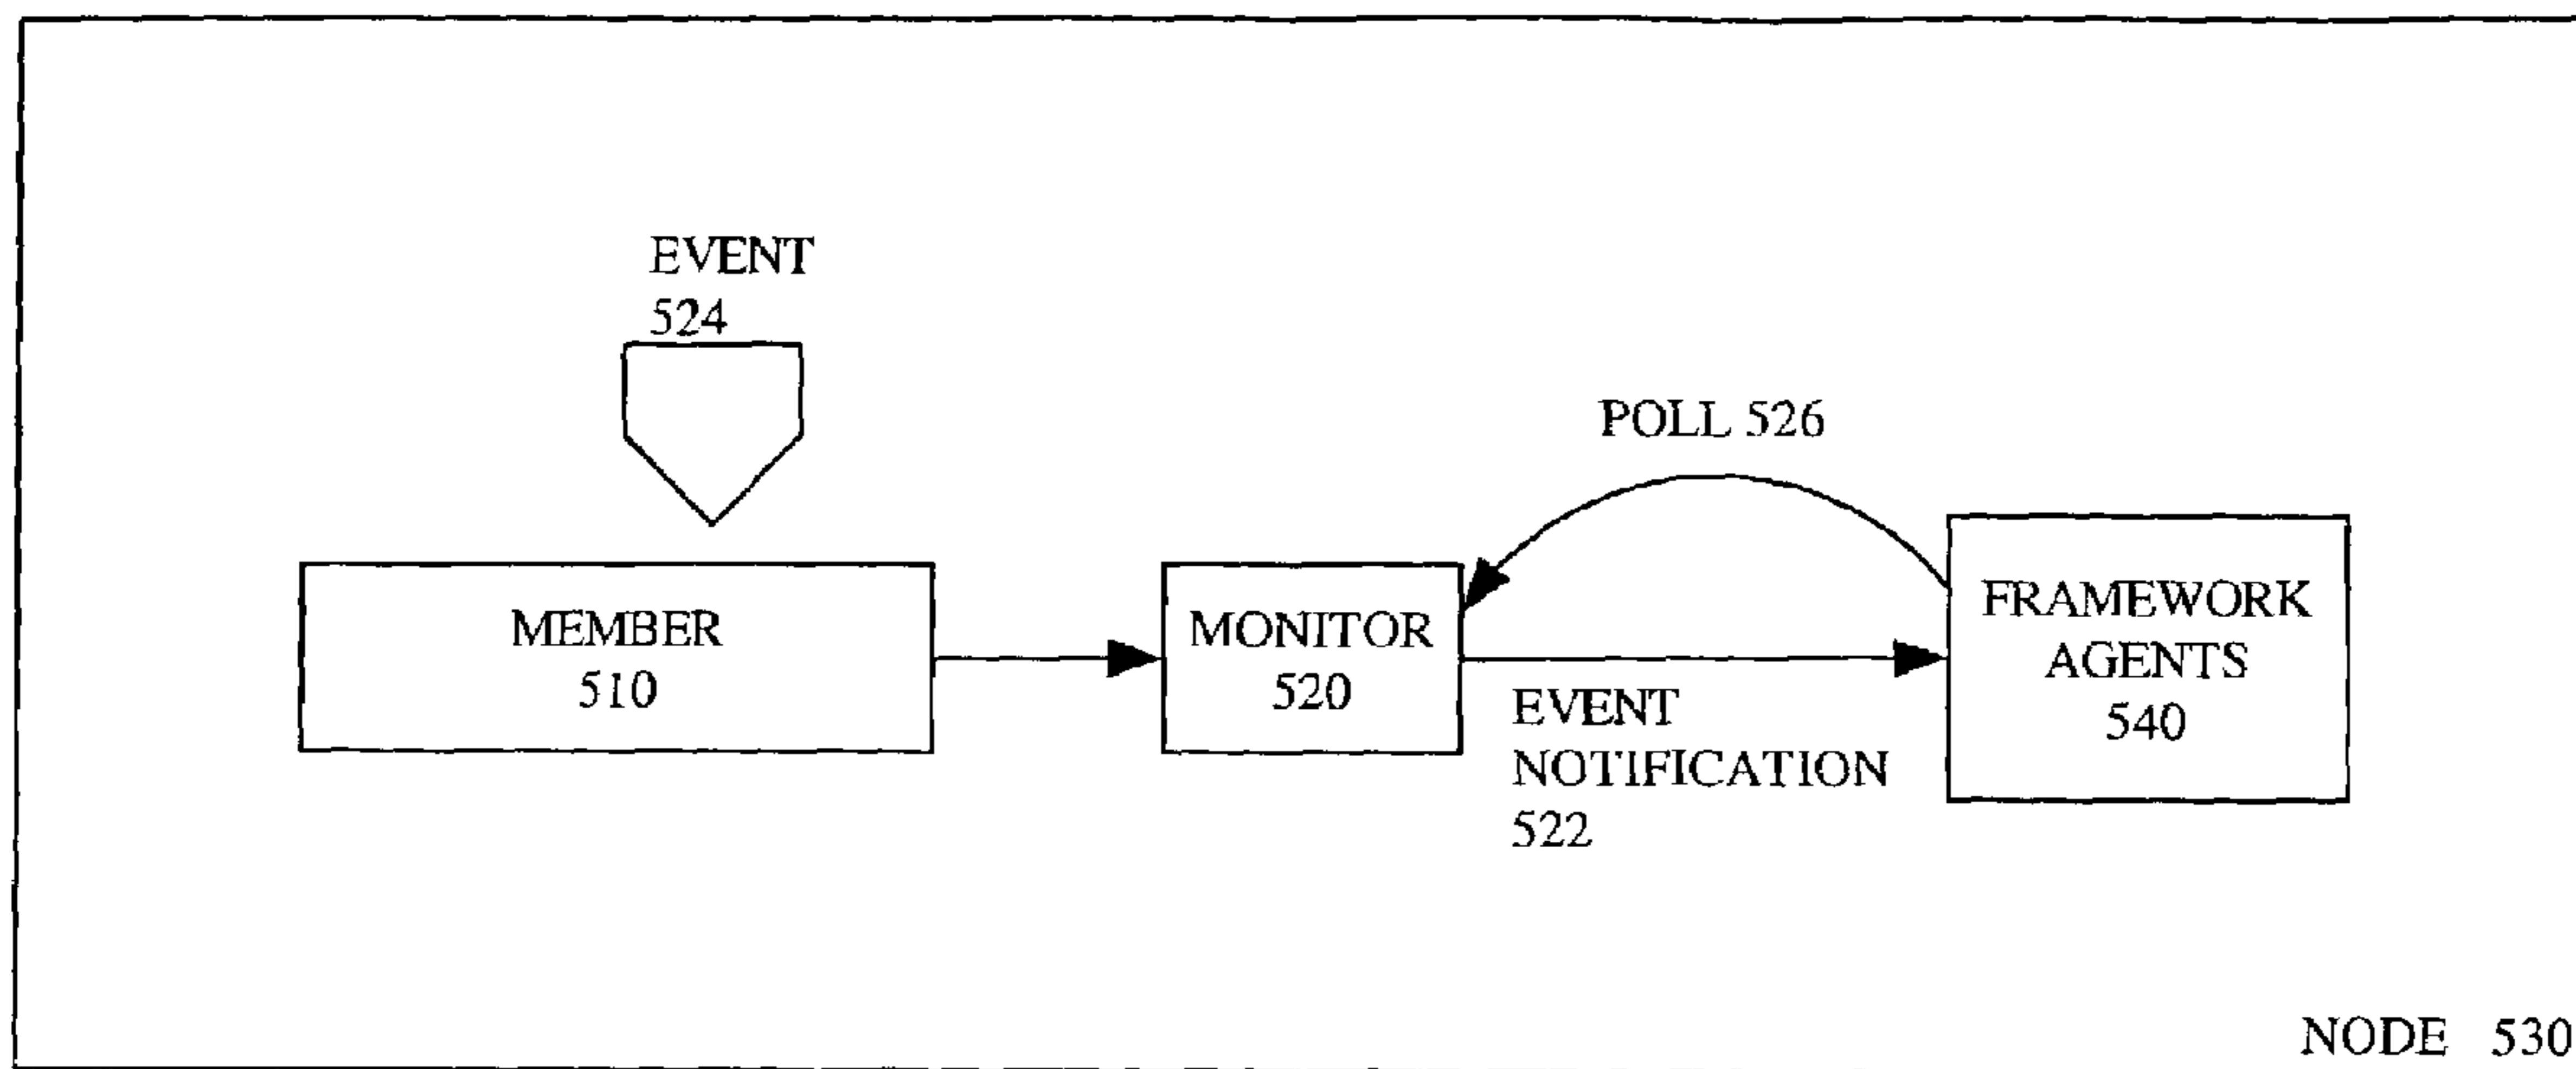 EVENT
524
POLL 526
MEMBER
510
MONITOR
520
EVENT
NOTIFICATION
522
FRAMEWORK
AGENTS
540
NODE 530